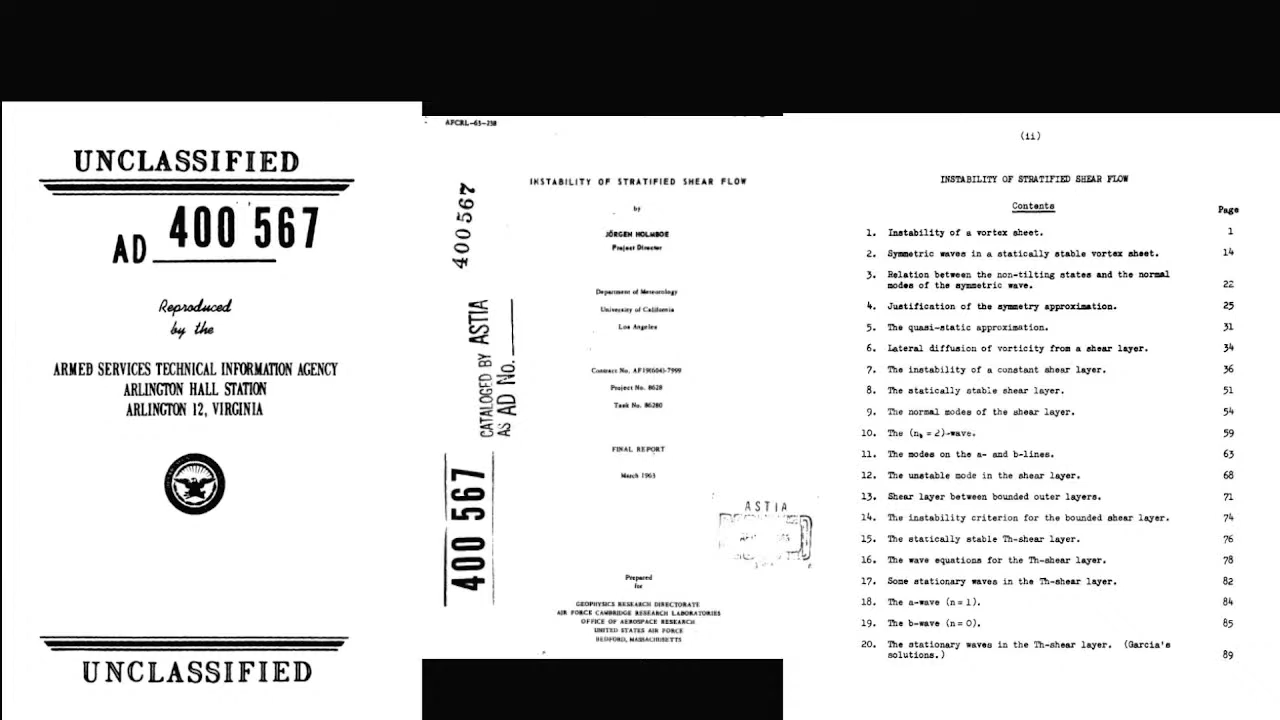 UNCLASSIFIED
AD 400 567
Reproduced
by the
ARMED SERVICES TECHNICAL INFORMATION AGENCY
ARLINGTON HALL STATION
ARLINGTON 12, VIRGINIA
UNCLASSIFIED
AFCRL-63-
400567
CATALOGED BY ASTIA
AS AD No.
400 567
INSTABILITY OF STRATIFIED SHEAR FLOW
by
JÖRGEN HOLMBOE
Project Director
Department of Meteorology
University of California
Los Angeles
Contract No. AF19(604)-7999
Project No. 8628
Task No. 86280
FINAL REPORT
March 1963
ASTIA
Prepared
for
GEOPHYSICS RESEARCH DIRECTORATE
AIR FORCE CAMBRIDGE RESEARCH LABORATORIES
OFFICE OF AEROSPACE RESEARCH
UNITED STATES AIR FORCE
BEDFORD, MASSACHUSETTS
(ii)
INSTABILITY OF STRATIFIED SHEAR FLOW
Contents
Page
1. Instability of a vortex sheet. 1
2. Symmetric waves in a statically stable vortex sheet. 14
3. Relation between the non-tilting states and the normal
modes of the symmetric wave. 22
4. Justification of the symmetry approximation. 25
5. The quasi-static approximation. 31
6. Lateral diffusion of vorticity from a shear layer. 34
7. The instability of a constant shear layer. 36
8. The statically stable shear layer. 51
9. The normal modes of the shear layer. 54
10. The (nₛ = 2)-wave. 59
11. The modes on the a- and b-lines. 63
12. The unstable mode in the shear layer. 68
13. Shear layer between bounded outer layers. 71
14. The instability criterion for the bounded shear layer. 74
15. The statically stable Th-shear layer. 76
16. The wave equations for the Th-shear layer. 78
17. Some stationary waves in the Th-shear layer. 82
18. The a-wave (n = 1). 84
19. The b-wave (n = 0). 85
20. The stationary waves in the Th-shear layer. (Garcia's
solutions.) 89